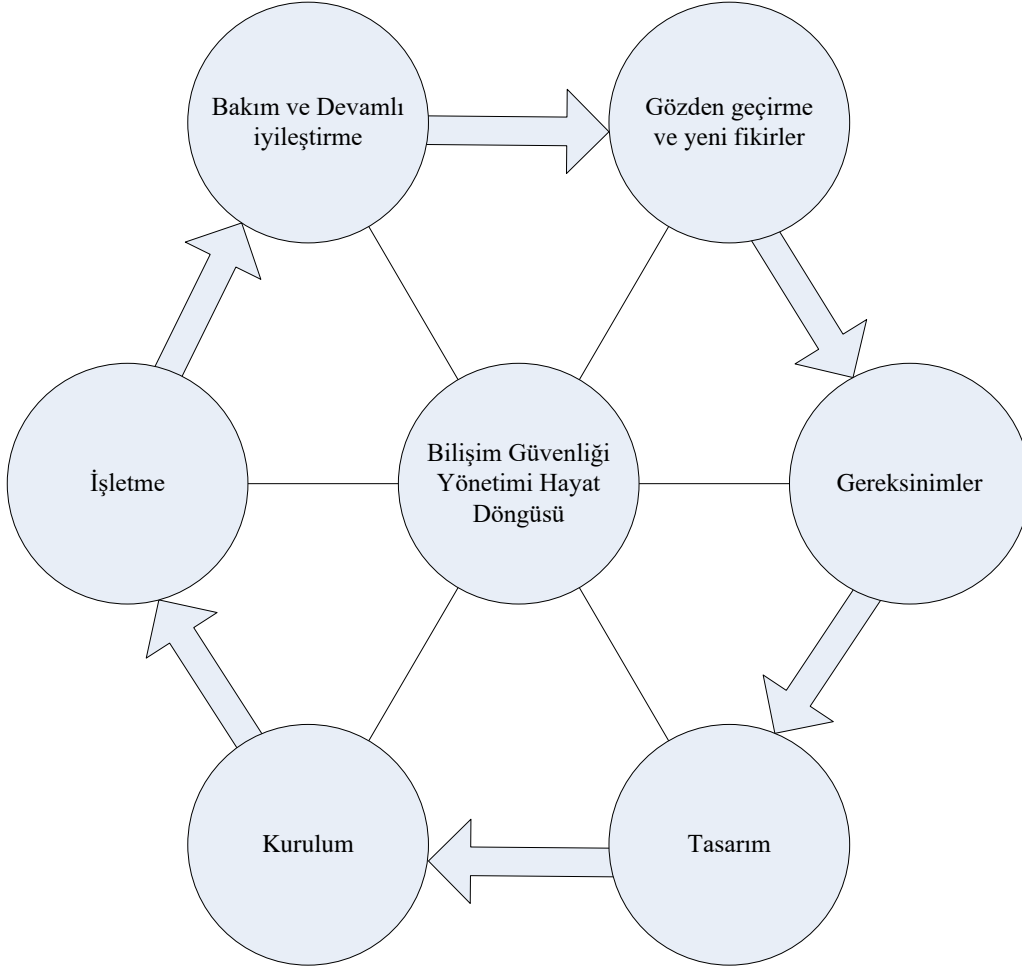 Bakım ve Devamlı
iyileştirme
Gözden geçirme
ve yeni fikirler
İşletme
Bilişim Güvenliği
Yönetimi Hayat
Döngüsü
Gereksinimler
Kurulum
Tasarım